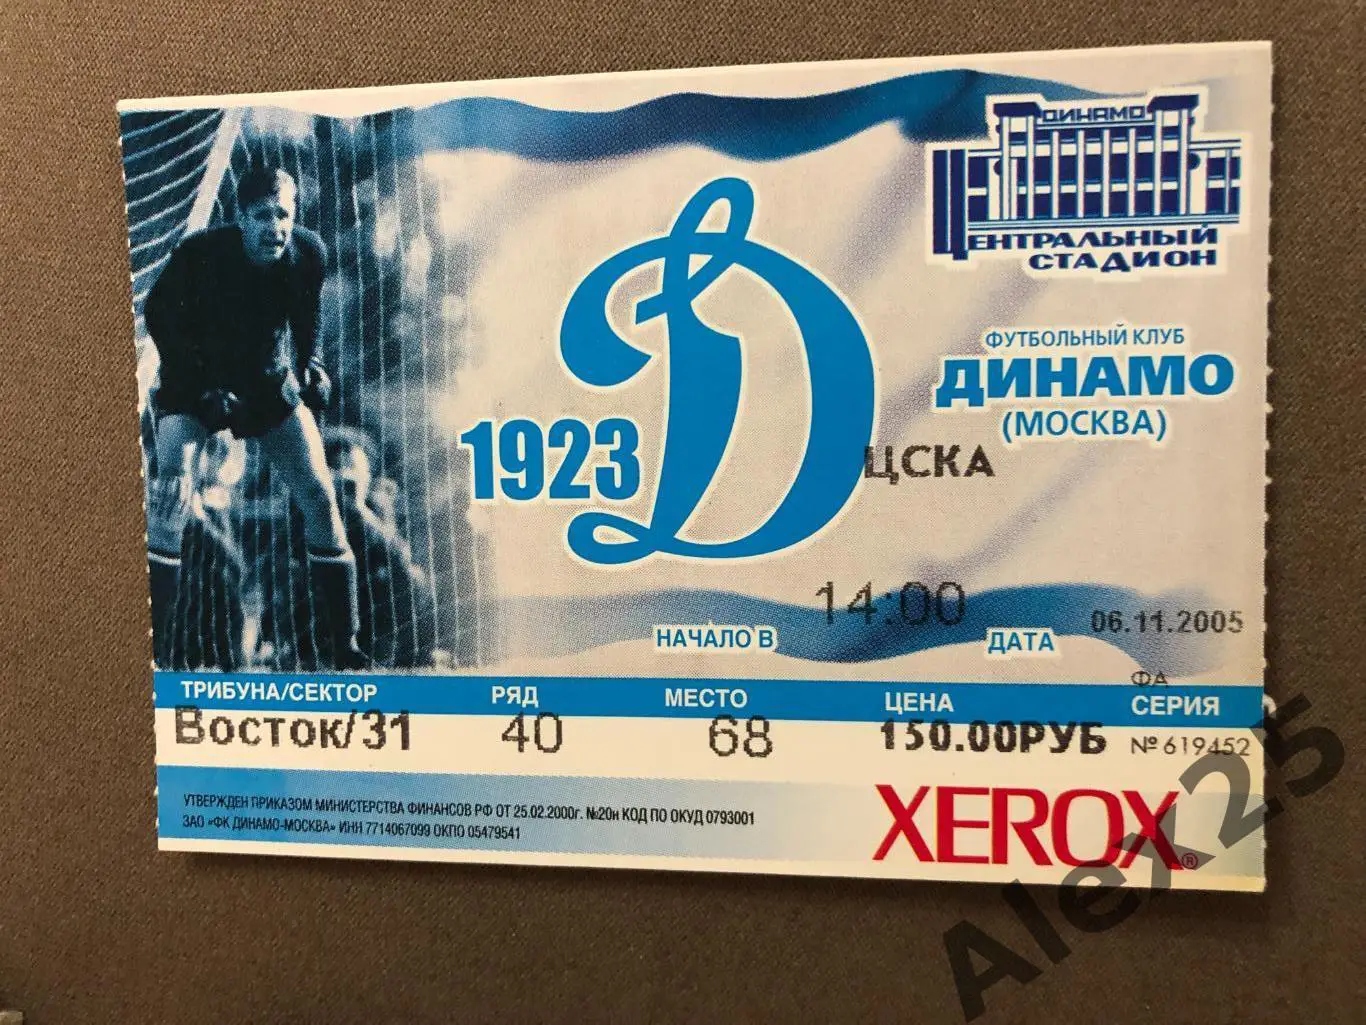 ДИНАМО
ЦЕНТРАЛЬНЫЙ
СТАДИОН
ФУТБОЛЬНЫЙ КЛУБ
ДИНАМО
(МОСКВА)
1923 Д
ЦСКА
НАЧАЛО В 14:00 ДАТА 06.11.2005
ТРИБУНА/СЕКТОР РЯД МЕСТО ЦЕНА ФА СЕРИЯ
Восток/31 40 68 150.00РУБ № 619452
УТВЕРЖДЕН ПРИКАЗОМ МИНИСТЕРСТВА ФИНАНСОВ РФ ОТ 25.02.2000г. №20н КОД ПО ОКУД 0793001
ЗАО «ФК ДИНАМО-МОСКВА» ИНН 7714067099 ОКПО 05479541
XEROX®
Alex25